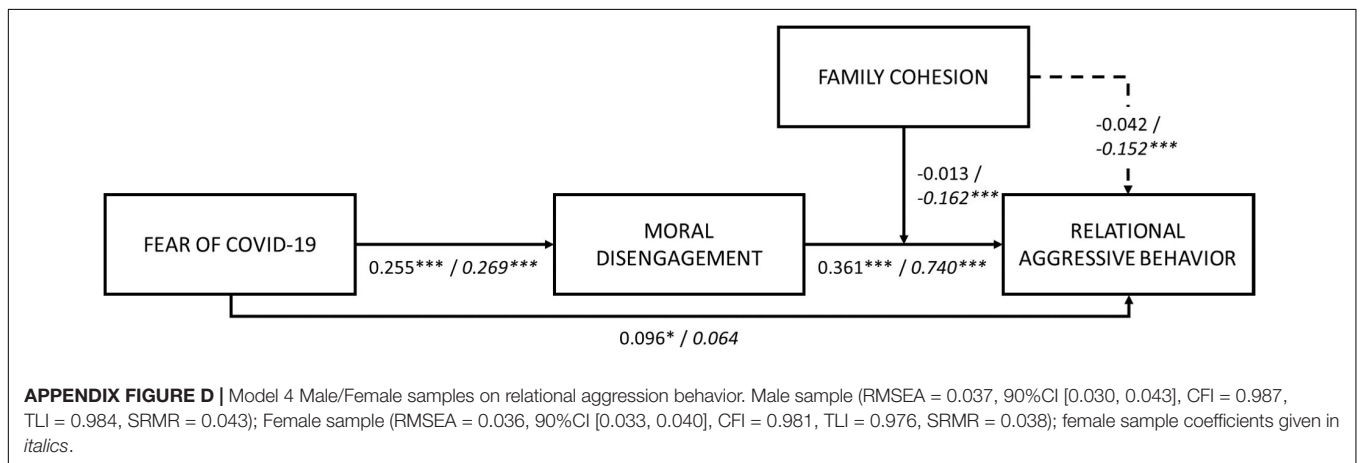 FAMILY COHESION
-0.042 /
-0.152***
-0.013 /
-0.162***
FEAR OF COVID-19
MORAL
DISENGAGEMENT
RELATIONAL
AGGRESSIVE BEHAVIOR
0.255*** / 0.269***
0.361*** / 0.740***
0.096* / 0.064
APPENDIX FIGURE D | Model 4 Male/Female samples on relational aggression behavior. Male sample (RMSEA = 0.037, 90%CI [0.030, 0.043], CFI = 0.987,
TLI = 0.984, SRMR = 0.043); Female sample (RMSEA = 0.036, 90%CI [0.033, 0.040], CFI = 0.981, TLI = 0.976, SRMR = 0.038); female sample coefficients given in
italics.